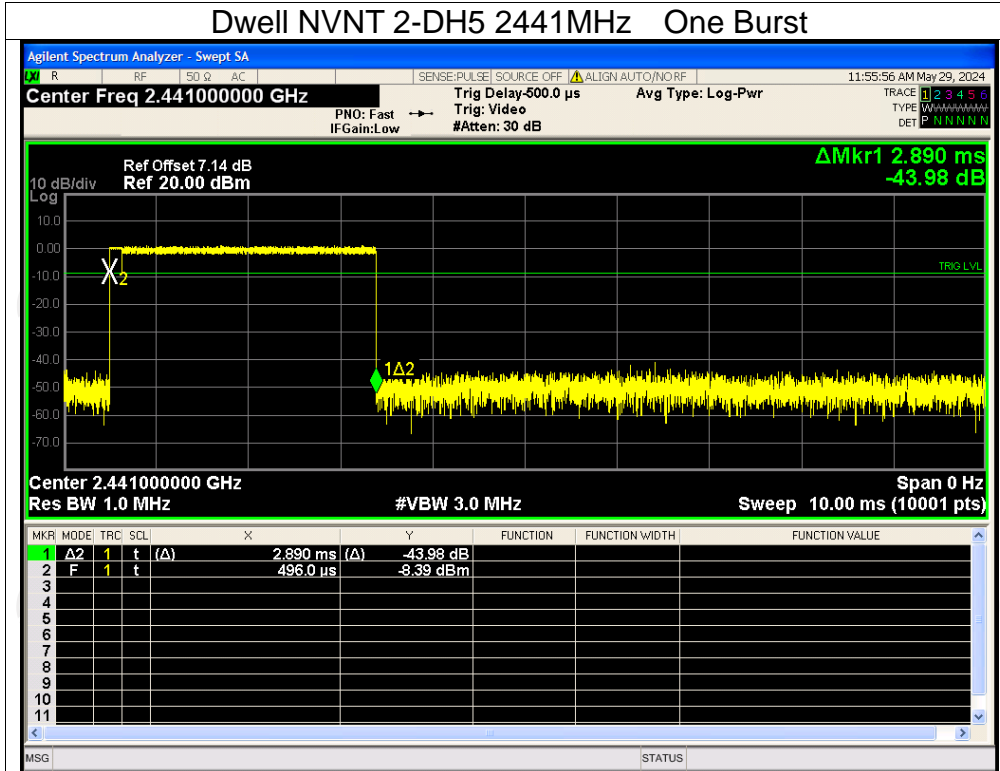 Dwell NVNT 2-DH5 2441MHz One Burst
Agilent Spectrum Analyzer - Swept SA
LXI R RF 50 Ω AC SENSE:PULSE SOURCE OFF ALIGN AUTO/NO RF 11:55:56 AM May 29, 2024
Center Freq 2.441000000 GHz
PNO: Fast
IFGain:Low
Trig Delay-500.0 µs
Trig: Video
#Atten: 30 dB
Avg Type: Log-Pwr
TRACE 1 2 3 4 5 6
TYPE WWWWWW
DET P N N N N N
ΔMkr1 2.890 ms
-43.98 dB
Ref Offset 7.14 dB
10 dB/div Ref 20.00 dBm
Log
10.0
0.00
-10.0
-20.0
-30.0
-40.0
-50.0
-60.0
-70.0
X2
TRIG LVL
1Δ2
Center 2.441000000 GHz Span 0 Hz
Res BW 1.0 MHz #VBW 3.0 MHz Sweep 10.00 ms (10001 pts)
MKR MODE TRC SCL X Y FUNCTION FUNCTION WIDTH FUNCTION VALUE
1 Δ2 1 t (Δ) 2.890 ms (Δ) -43.98 dB
2 F 1 t 496.0 µs -8.39 dBm
3
4
5
6
7
8
9
10
11
MSG STATUS